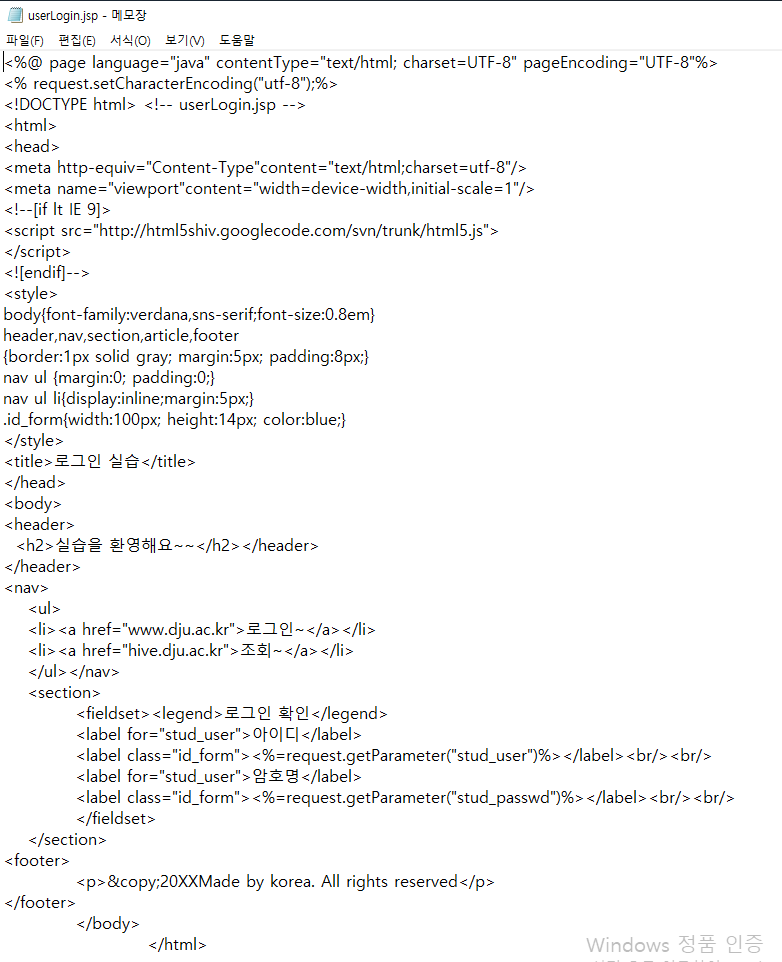 userLogin.jsp - 메모장
파일(F) 편집(E) 서식(O) 보기(V) 도움말
<%@ page language="java" contentType="text/html; charset=UTF-8" pageEncoding="UTF-8"%>
<% request.setCharacterEncoding("utf-8");%>
<!DOCTYPE html> <!-- userLogin.jsp -->
<html>
<head>
<meta http-equiv="Content-Type"content="text/html;charset=utf-8"/>
<meta name="viewport"content="width=device-width,initial-scale=1"/>
<!--[if lt IE 9]>
<script src="http://html5shiv.googlecode.com/svn/trunk/html5.js">
</script>
<![endif]-->
<style>
body{font-family:verdana,sns-serif;font-size:0.8em}
header,nav,section,article,footer
{border:1px solid gray; margin:5px; padding:8px;}
nav ul {margin:0; padding:0;}
nav ul li{display:inline;margin:5px;}
.id_form{width:100px; height:14px; color:blue;}
</style>
<title>로그인 실습</title>
</head>
<body>
<header>
<h2>실습을 환영해요~~</h2></header>
</header>
<nav>
<ul>
<li><a href="www.dju.ac.kr">로그인~</a></li>
<li><a href="hive.dju.ac.kr">조회~</a></li>
</ul></nav>
<section>
<fieldset><legend>로그인 확인</legend>
<label for="stud_user">아이디</label>
<label class="id_form"><%=request.getParameter("stud_user")%></label><br/><br/>
<label for="stud_user">암호명</label>
<label class="id_form"><%=request.getParameter("stud_passwd")%></label><br/><br/>
</fieldset>
</section>
<footer>
<p>&copy;20XXMade by korea. All rights reserved</p>
</footer>
</body>
</html>
Windows 정품 인증